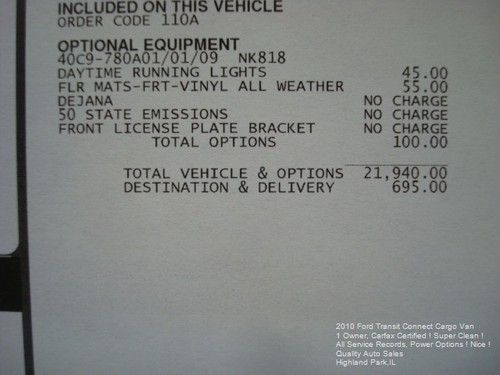 INCLUDED ON THIS VEHICLE
ORDER CODE 110A
OPTIONAL EQUIPMENT
40C9-780A01/01/09 NK818
DAYTIME RUNNING LIGHTS 45.00
FLR MATS-FRT-VINYL ALL WEATHER 55.00
DEJANA NO CHARGE
50 STATE EMISSIONS NO CHARGE
FRONT LICENSE PLATE BRACKET NO CHARGE
TOTAL OPTIONS 100.00
TOTAL VEHICLE & OPTIONS 21,940.00
DESTINATION & DELIVERY 695.00
2010 Ford Transit Connect Cargo Van
1 Owner, Carfax Certified ! Super Clean !
All Service Records, Power Options ! Nice !
Quality Auto Sales
Highland Park,IL